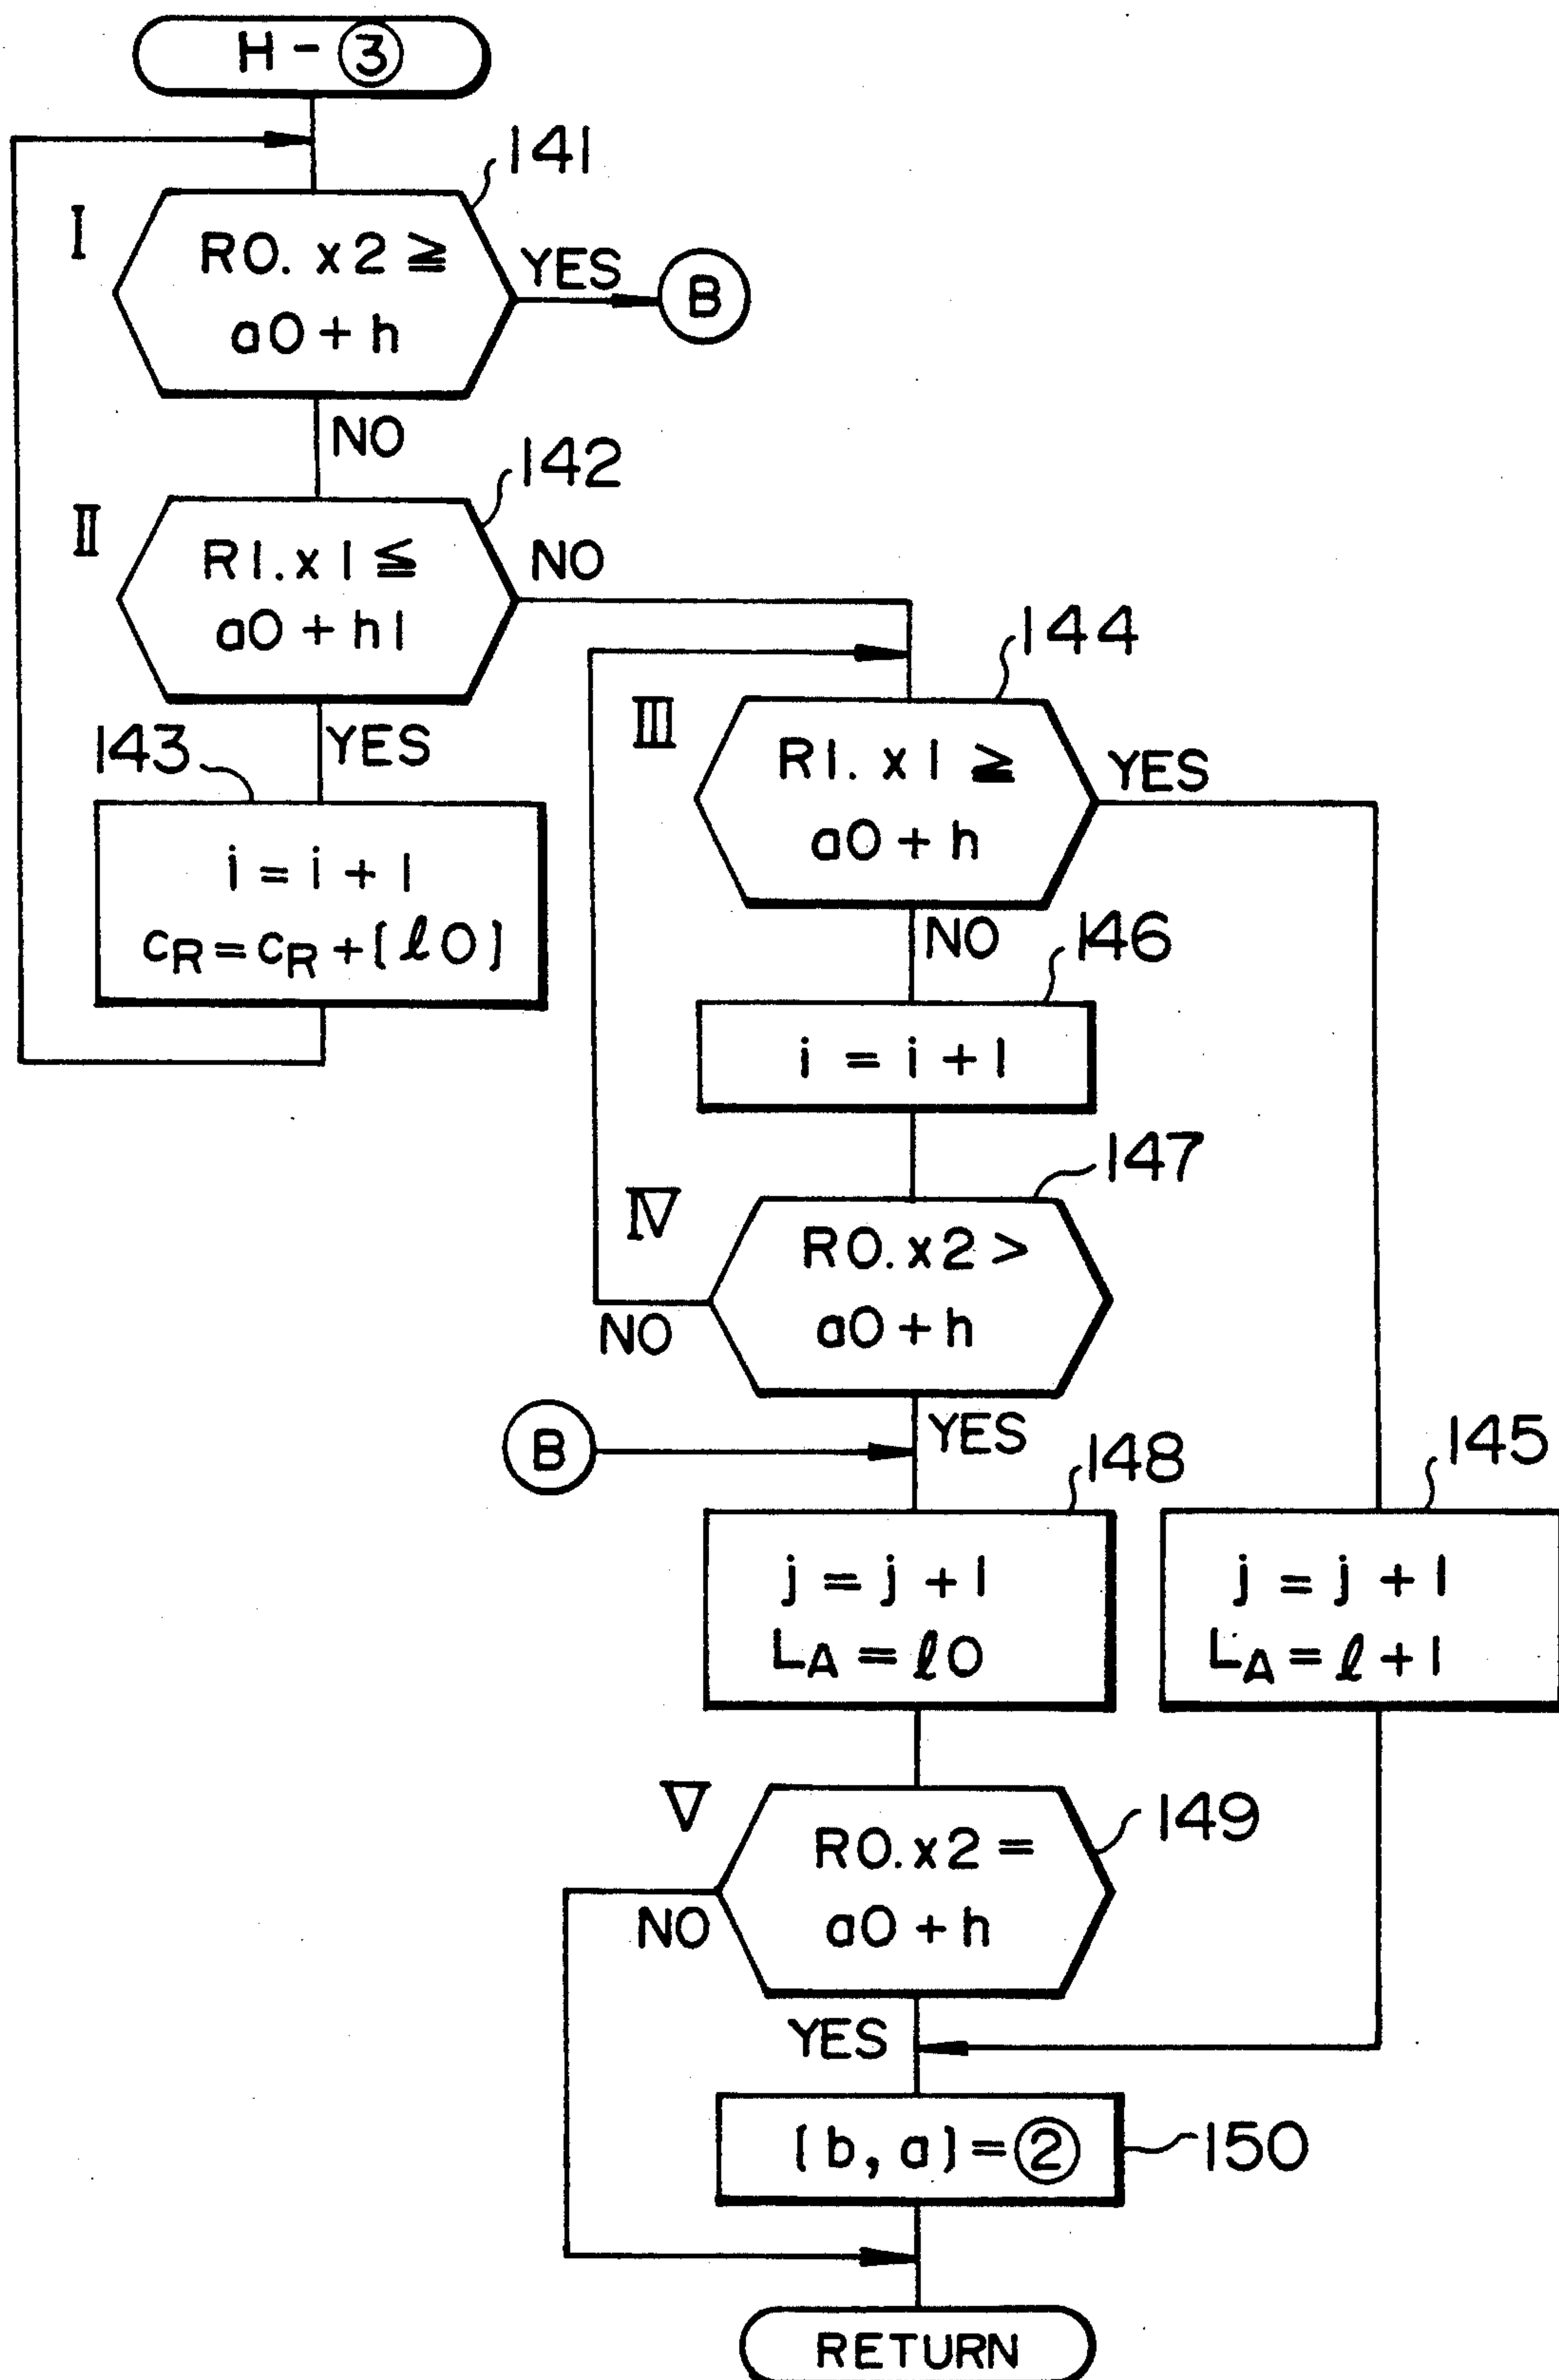 H - ③
141
I
R0. x2 ≧
a0 + h
YES
B
NO
142
II
R1. x1 ≦
a0 + h1
NO
144
143
YES
III
R1. x1 ≧
a0 + h
YES
i = i + 1
cR = cR + [ℓ0]
NO
146
i = i + 1
147
IV
R0. x2 >
a0 + h
NO
B
YES
148
145
j = j + 1
LA = ℓ0
j = j + 1
LA = ℓ + 1
V
149
R0. x2 =
a0 + h
NO
YES
[b, a] = ②
150
RETURN